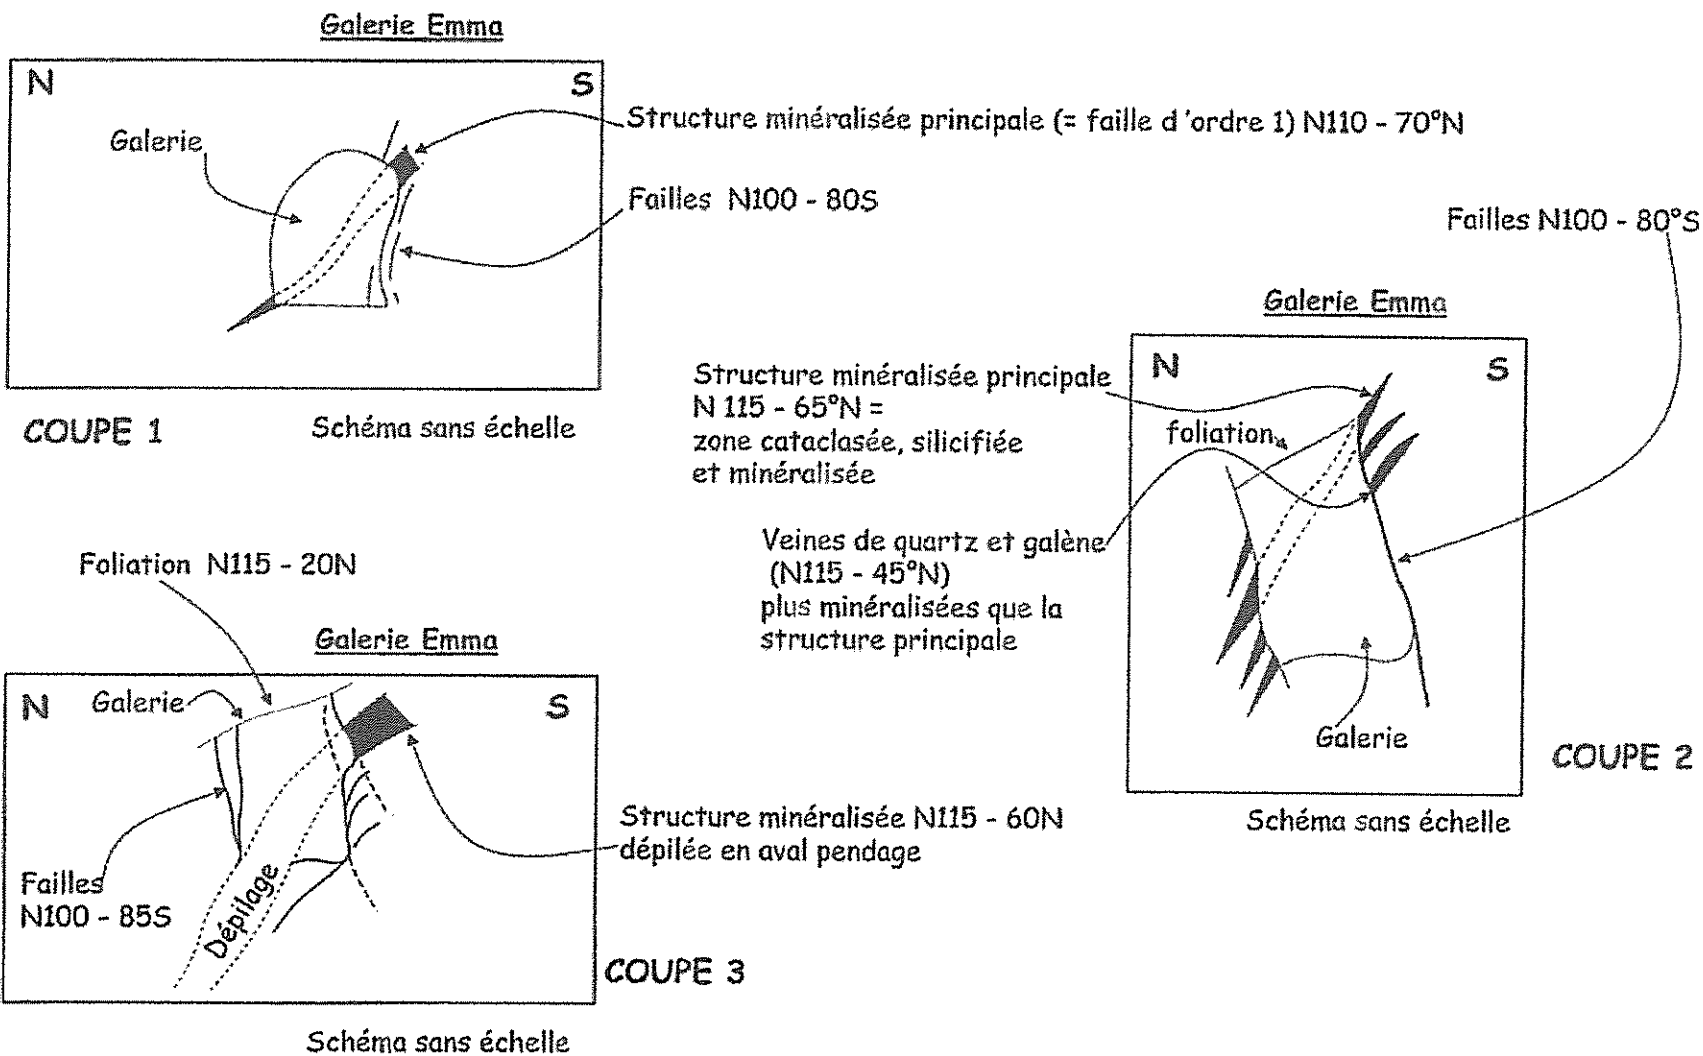 Galerie Emma
N
S
Galerie
Structure minéralisée principale (= faille d 'ordre 1) N110 - 70°N
Failles N100 - 80S
COUPE 1
Schéma sans échelle
Failles N100 - 80°S
Galerie Emma
N
S
Structure minéralisée principale
N 115 - 65°N =
zone cataclasée, silicifiée
et minéralisée
foliation
Veines de quartz et galène
(N115 - 45°N)
plus minéralisées que la
structure principale
Galerie
COUPE 2
Schéma sans échelle
Foliation N115 - 20N
Galerie Emma
N
S
Galerie
Failles
N100 - 85S
Dépilage
Structure minéralisée N115 - 60N
dépilée en aval pendage
COUPE 3
Schéma sans échelle